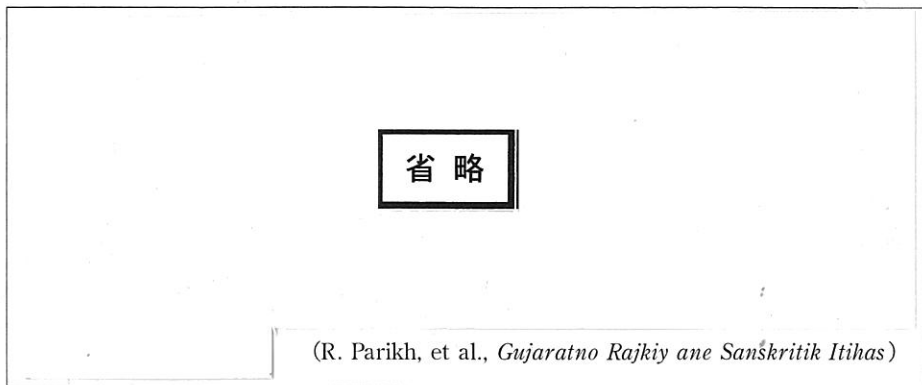 省略
(R. Parikh, et al., Gujaratno Rajkiy ane Sanskritik Itihas)